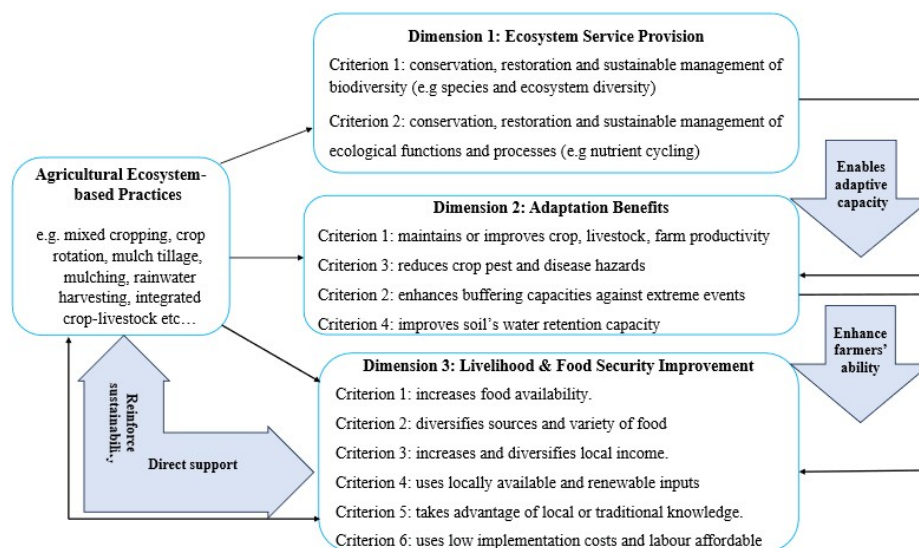 Dimension 1: Ecosystem Service Provision
Criterion 1: conservation, restoration and sustainable management of
biodiversity (e.g species and ecosystem diversity)
Criterion 2: conservation, restoration and sustainable management of
ecological functions and processes (e.g nutrient cycling)
Agricultural Ecosystem-
based Practices
e.g. mixed cropping, crop
rotation, mulch tillage,
mulching, rainwater
harvesting, integrated
crop-livestock etc…
Enables
adaptive
capacity
Dimension 2: Adaptation Benefits
Criterion 1: maintains or improves crop, livestock, farm productivity
Criterion 3: reduces crop pest and disease hazards
Criterion 2: enhances buffering capacities against extreme events
Criterion 4: improves soil's water retention capacity
Enhance
farmers'
ability
Dimension 3: Livelihood & Food Security Improvement
Criterion 1: increases food availability.
Criterion 2: diversifies sources and variety of food
Criterion 3: increases and diversifies local income.
Criterion 4: uses locally available and renewable inputs
Criterion 5: takes advantage of local or traditional knowledge.
Criterion 6: uses low implementation costs and labour affordable
Reinforce
Direct support